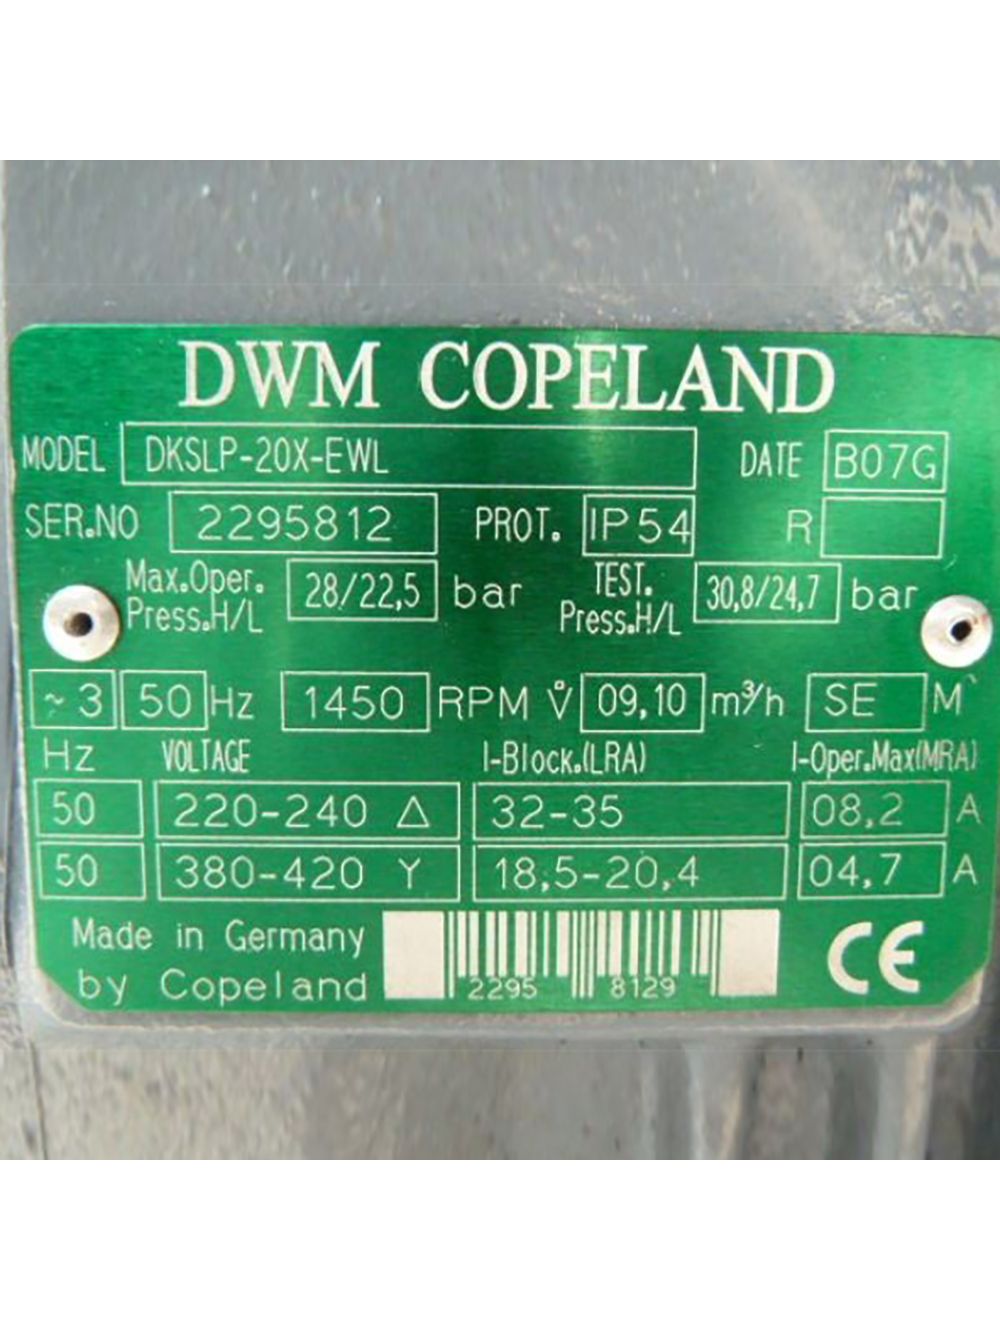 DWM COPELAND
MODEL DKSLP-20X-EWL DATE B07G
SER.NO 2295812 PROT. IP54 R
Max.Oper. Press.H/L 28/22,5 bar TEST. Press.H/L 30,8/24,7 bar
~3 50 Hz 1450 RPM V̊ 09,10 m³/h SE M
Hz VOLTAGE I-Block.(LRA) I-Oper.Max(MRA)
50 220-240 Δ 32-35 08,2 A
50 380-420 Y 18,5-20,4 04,7 A
Made in Germany
by Copeland 2295 8129 CE